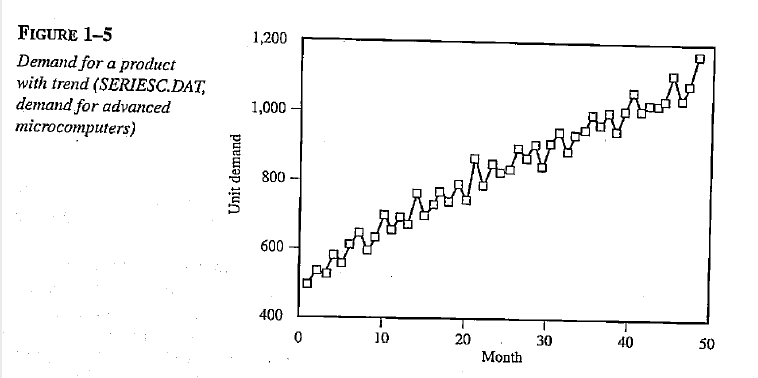 FIGURE 1–5
Demand for a product
with trend (SERIESC.DAT,
demand for advanced
microcomputers)
1,200
1,000
800
600
400
Unit demand
0
10
20
30
40
50
Month